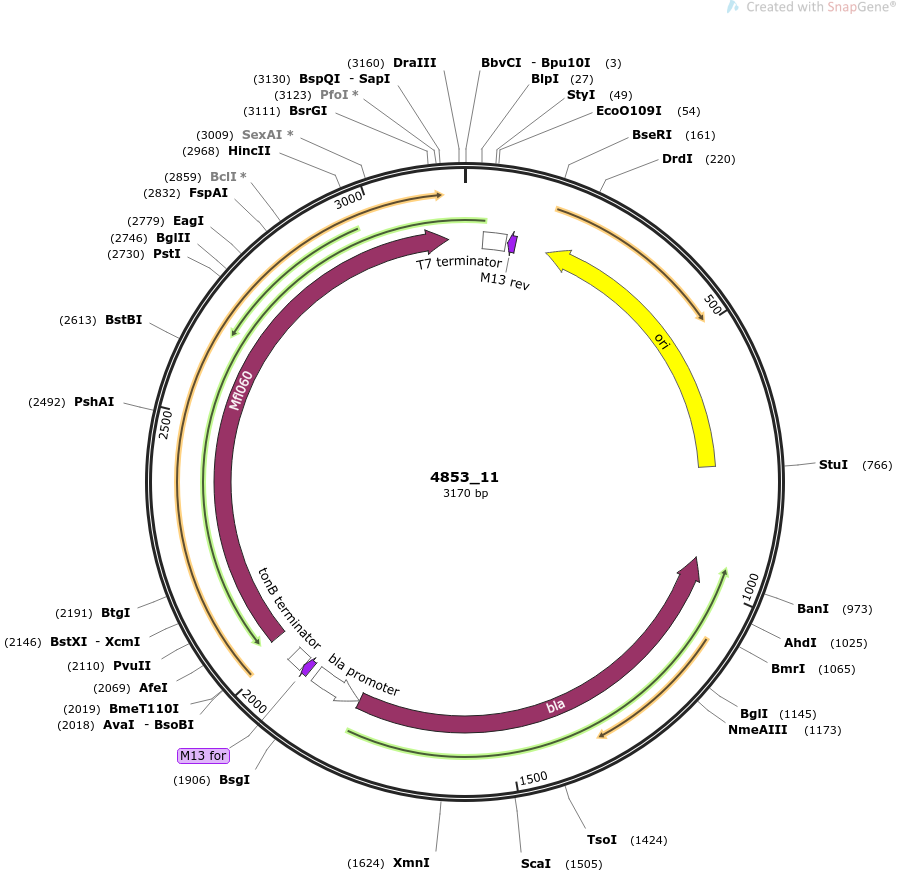 Created with SnapGene®
(3160) DraIII
BbvCI - Bpu10I (3)
(3130) BspQI - SapI
BlpI (27)
(3123) PfoI *
StyI (49)
(3111) BsrGI
EcoO109I (54)
(3009) SexAI *
BseRI (161)
(2968) HincII
DrdI (220)
(2859) BclI *
(2832) FspAI
3000
(2779) EagI
(2746) BglII
(2730) PstI
T7 terminator
M13 rev
500
(2613) BstBI
ori
Mfl060
(2492) PshAI
2500
StuI (766)
4853_11
3170 bp
1000
(2191) BtgI
tonB terminator
BanI (973)
(2146) BstXI - XcmI
AhdI (1025)
(2110) PvuII
bla promoter
BmrI (1065)
(2069) AfeI
2000
(2019) BmeT110I
bla
BglI (1145)
(2018) AvaI - BsoBI
NmeAIII (1173)
M13 for
(1906) BsgI
1500
TsoI (1424)
(1624) XmnI
ScaI (1505)